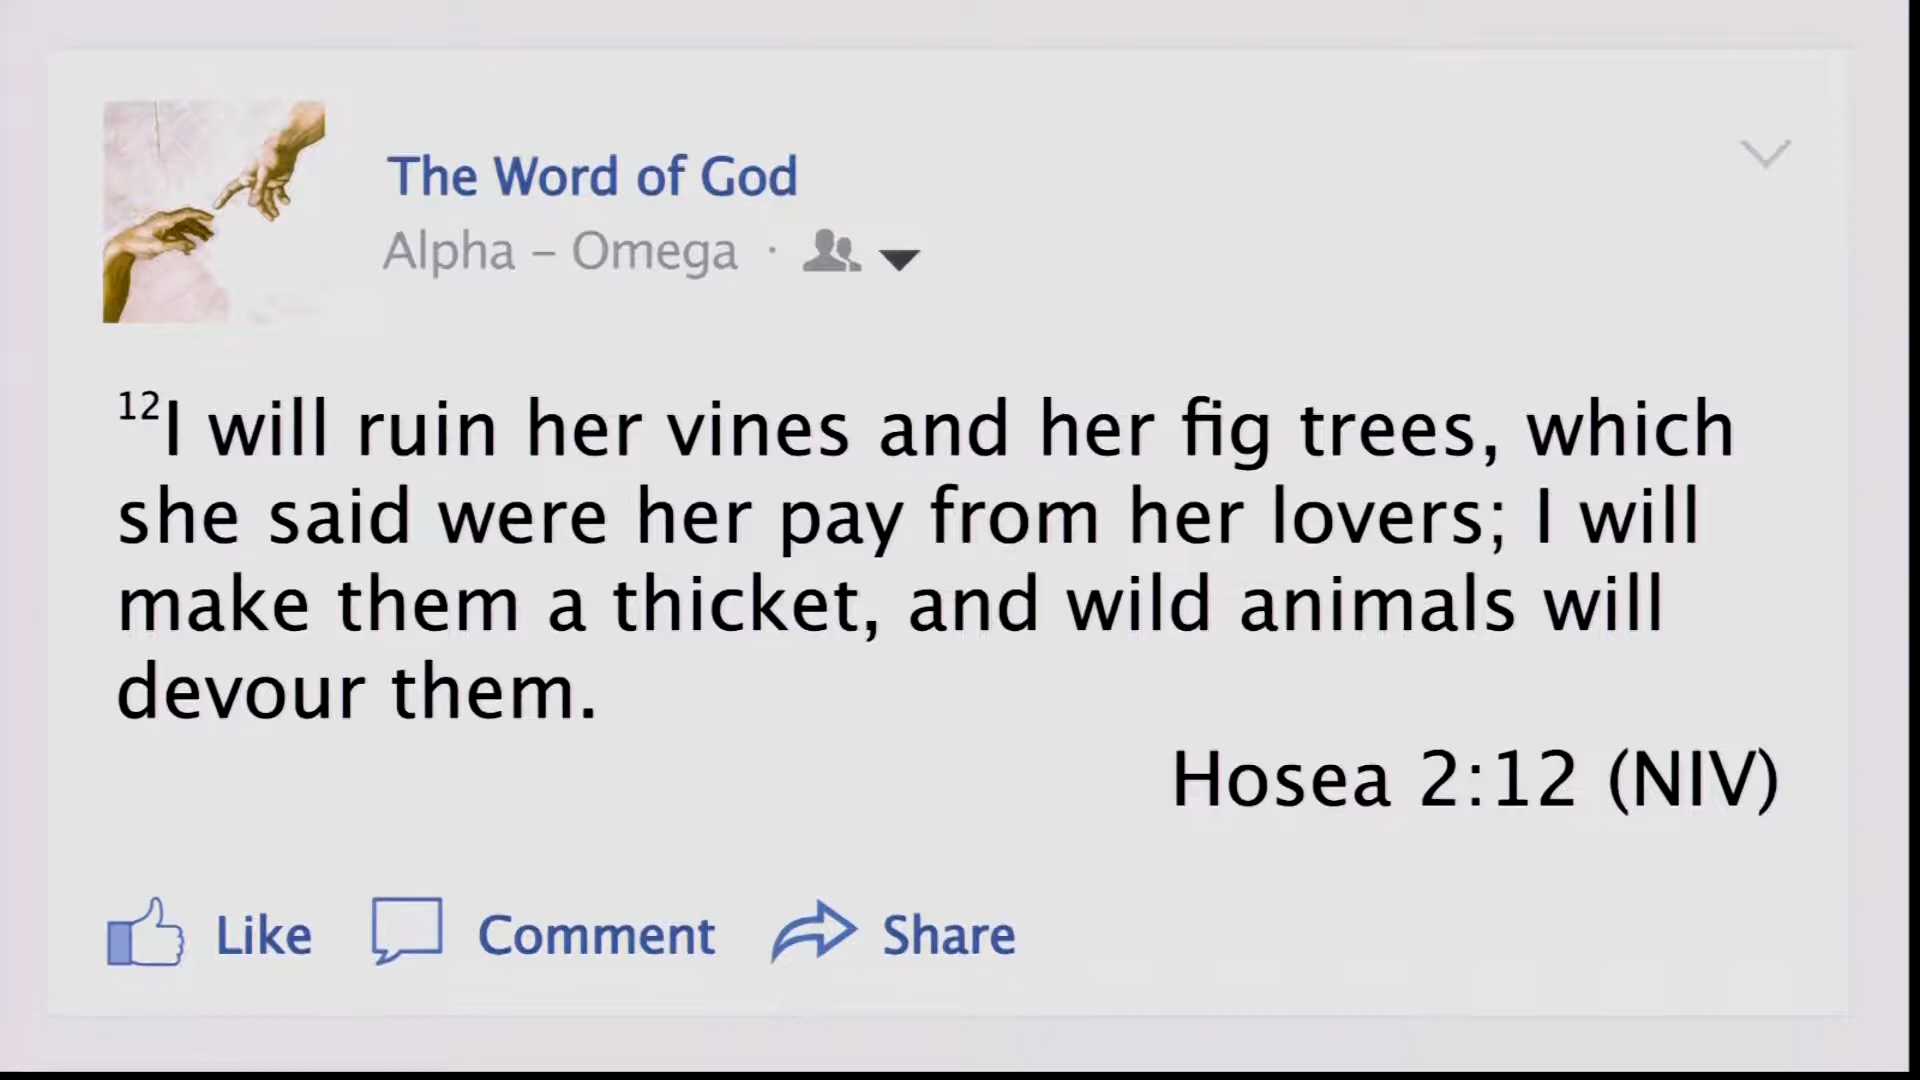 The Word of God
Alpha – Omega ·
12I will ruin her vines and her fig trees, which
she said were her pay from her lovers; I will
make them a thicket, and wild animals will
devour them.
Hosea 2:12 (NIV)
Like Comment Share